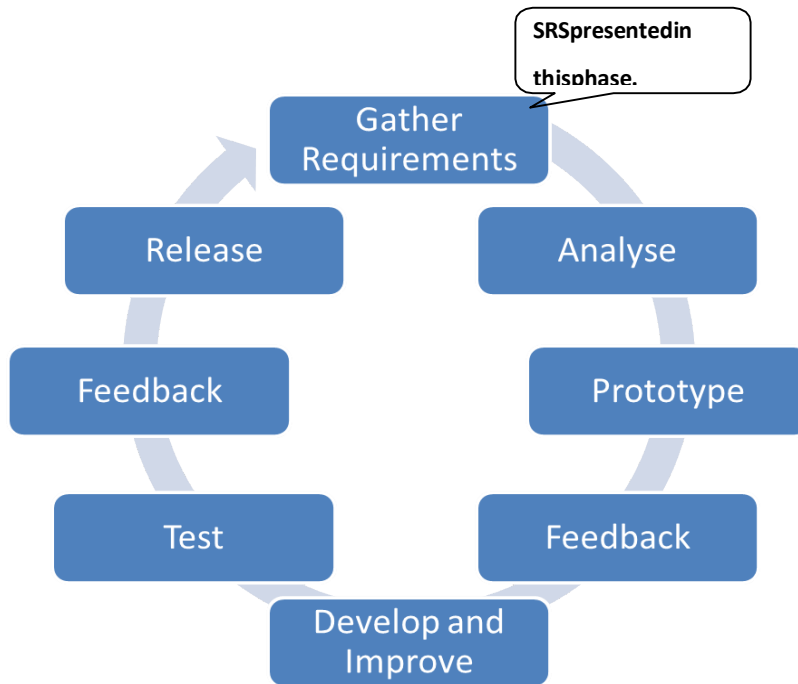 SRSpresentedin
thisphase.
Gather
Requirements
Release
Analyse
Feedback
Prototype
Test
Feedback
Develop and
Improve